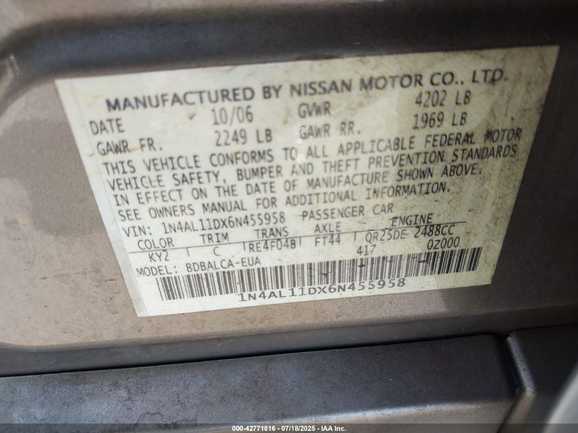 MANUFACTURED BY NISSAN MOTOR CO., LTD.
DATE 10/06 GVWR 4202 LB
GAWR FR. 2249 LB GAWR RR. 1969 LB
THIS VEHICLE CONFORMS TO ALL APPLICABLE FEDERAL MOTOR
VEHICLE SAFETY, BUMPER AND THEFT PREVENTION STANDARDS
IN EFFECT ON THE DATE OF MANUFACTURE SHOWN ABOVE.
SEE OWNERS MANUAL FOR ADDITIONAL INFORMATION.
VIN: 1N4AL11DX6N455958 PASSENGER CAR
COLOR TRIM TRANS AXLE ENGINE
KY2 C RE4F04B FT44 QR25DE 2488CC
MODEL: BDBALCA-EUA 417 0Z000
1N4AL11DX6N455958
000-42771616 07/18/2025 - IAA Inc.